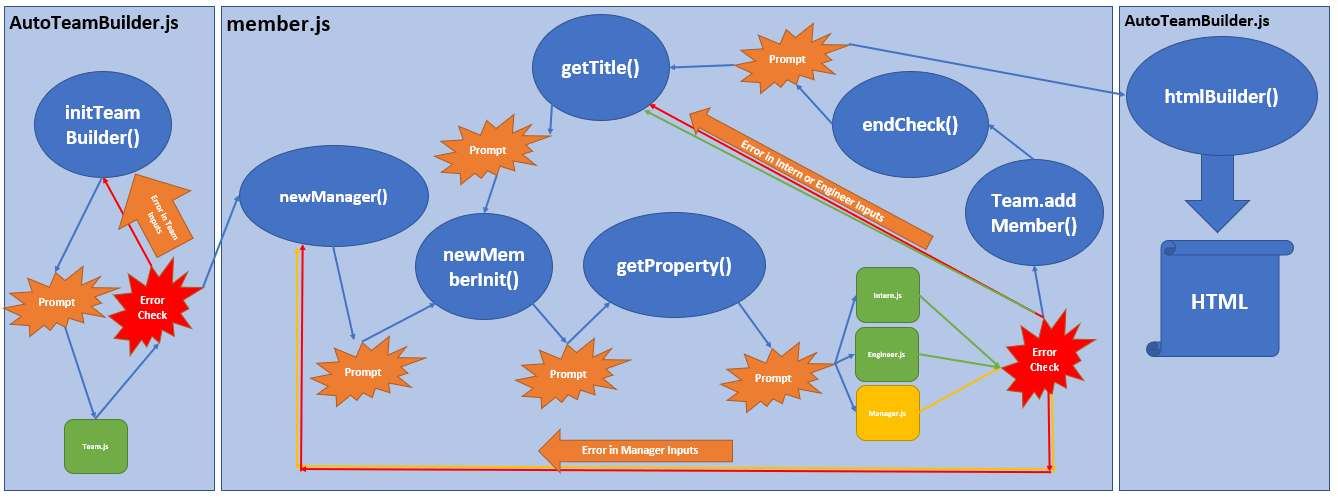 AutoTeamBuilder.js
initTeam
Builder()
Error in Team
Inputs
Prompt
Error
Check
Team.js
member.js
getTitle()
Prompt
endCheck()
Prompt
newManager()
Error in Intern or Engineer Inputs
Team.add
Member()
newMem
berInit()
getProperty()
Intern.js
Engineer.js
Manager.js
Prompt
Prompt
Prompt
Error
Check
Error in Manager Inputs
AutoTeamBuilder.js
htmlBuilder()
HTML